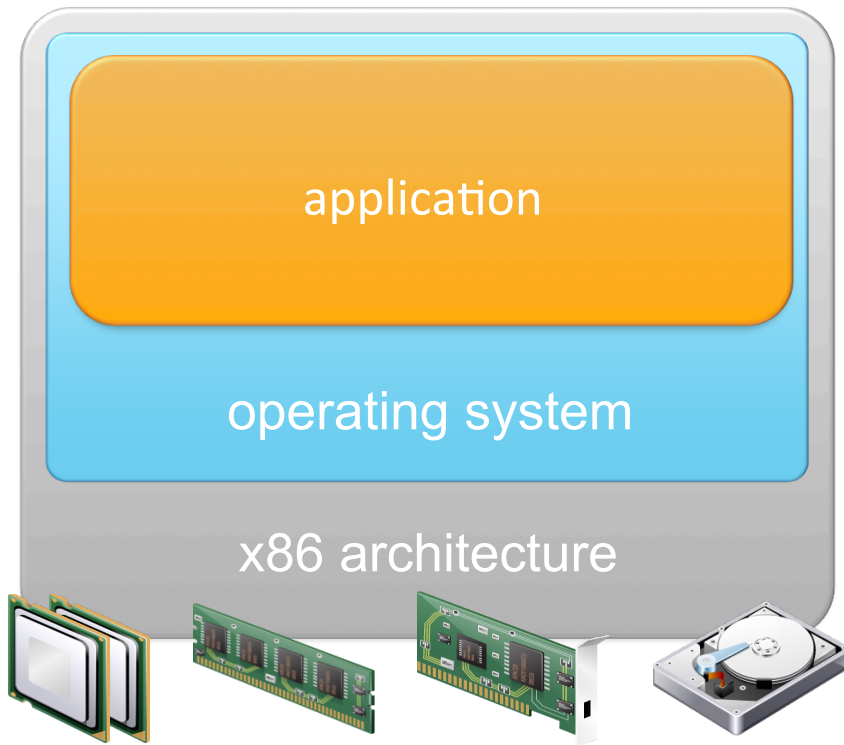 application
operating system
x86 architecture